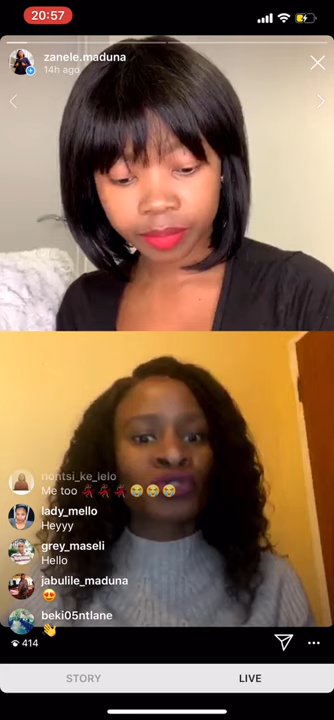 20:57
zanele.maduna
14h ago
nontsi_ke_lelo
Me too 💃🏿💃🏿💃🏿😭😭😭
lady_mello
Heyyy
grey_maseli
Hello
jabulile_maduna
😍
beki05ntlane
👋
414
STORY
LIVE